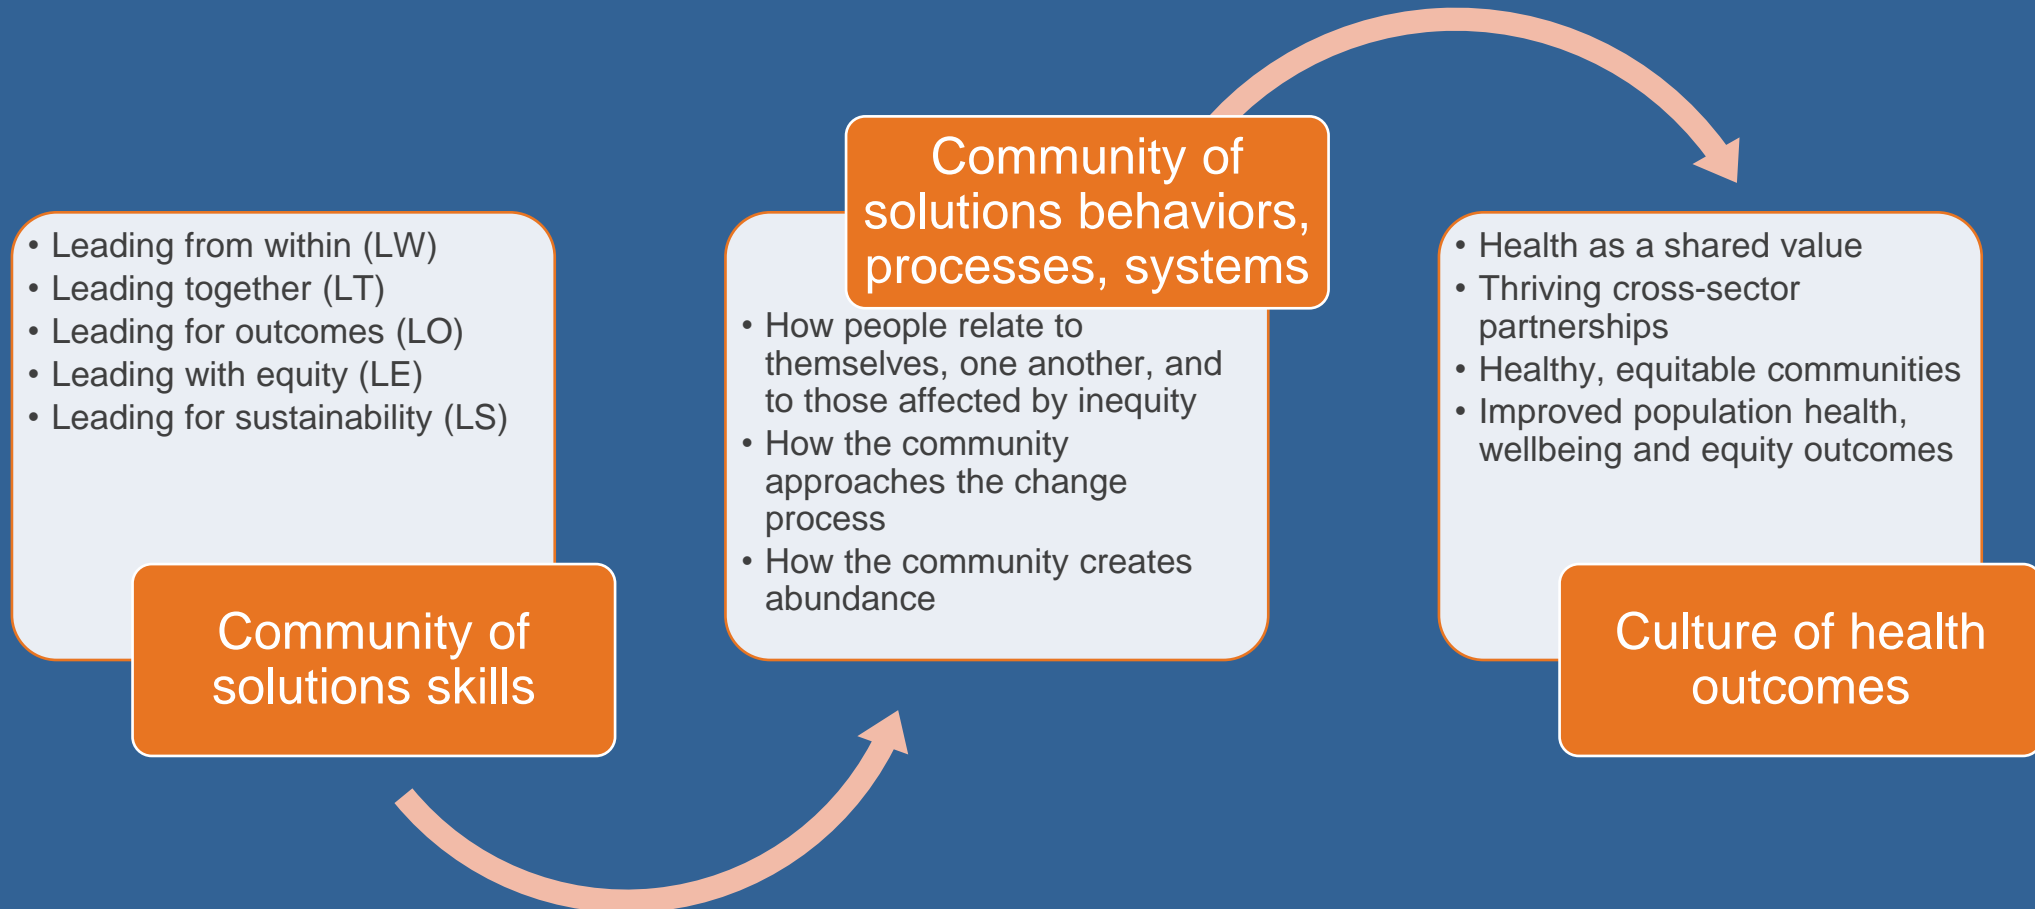 • Leading from within (LW)
• Leading together (LT)
• Leading for outcomes (LO)
• Leading with equity (LE)
• Leading for sustainability (LS)
Community of
solutions skills
Community of
solutions behaviors,
processes, systems
• How people relate to
themselves, one another, and
to those affected by inequity
• How the community
approaches the change
process
• How the community creates
abundance
• Health as a shared value
• Thriving cross-sector
partnerships
• Healthy, equitable communities
• Improved population health,
wellbeing and equity outcomes
Culture of health
outcomes